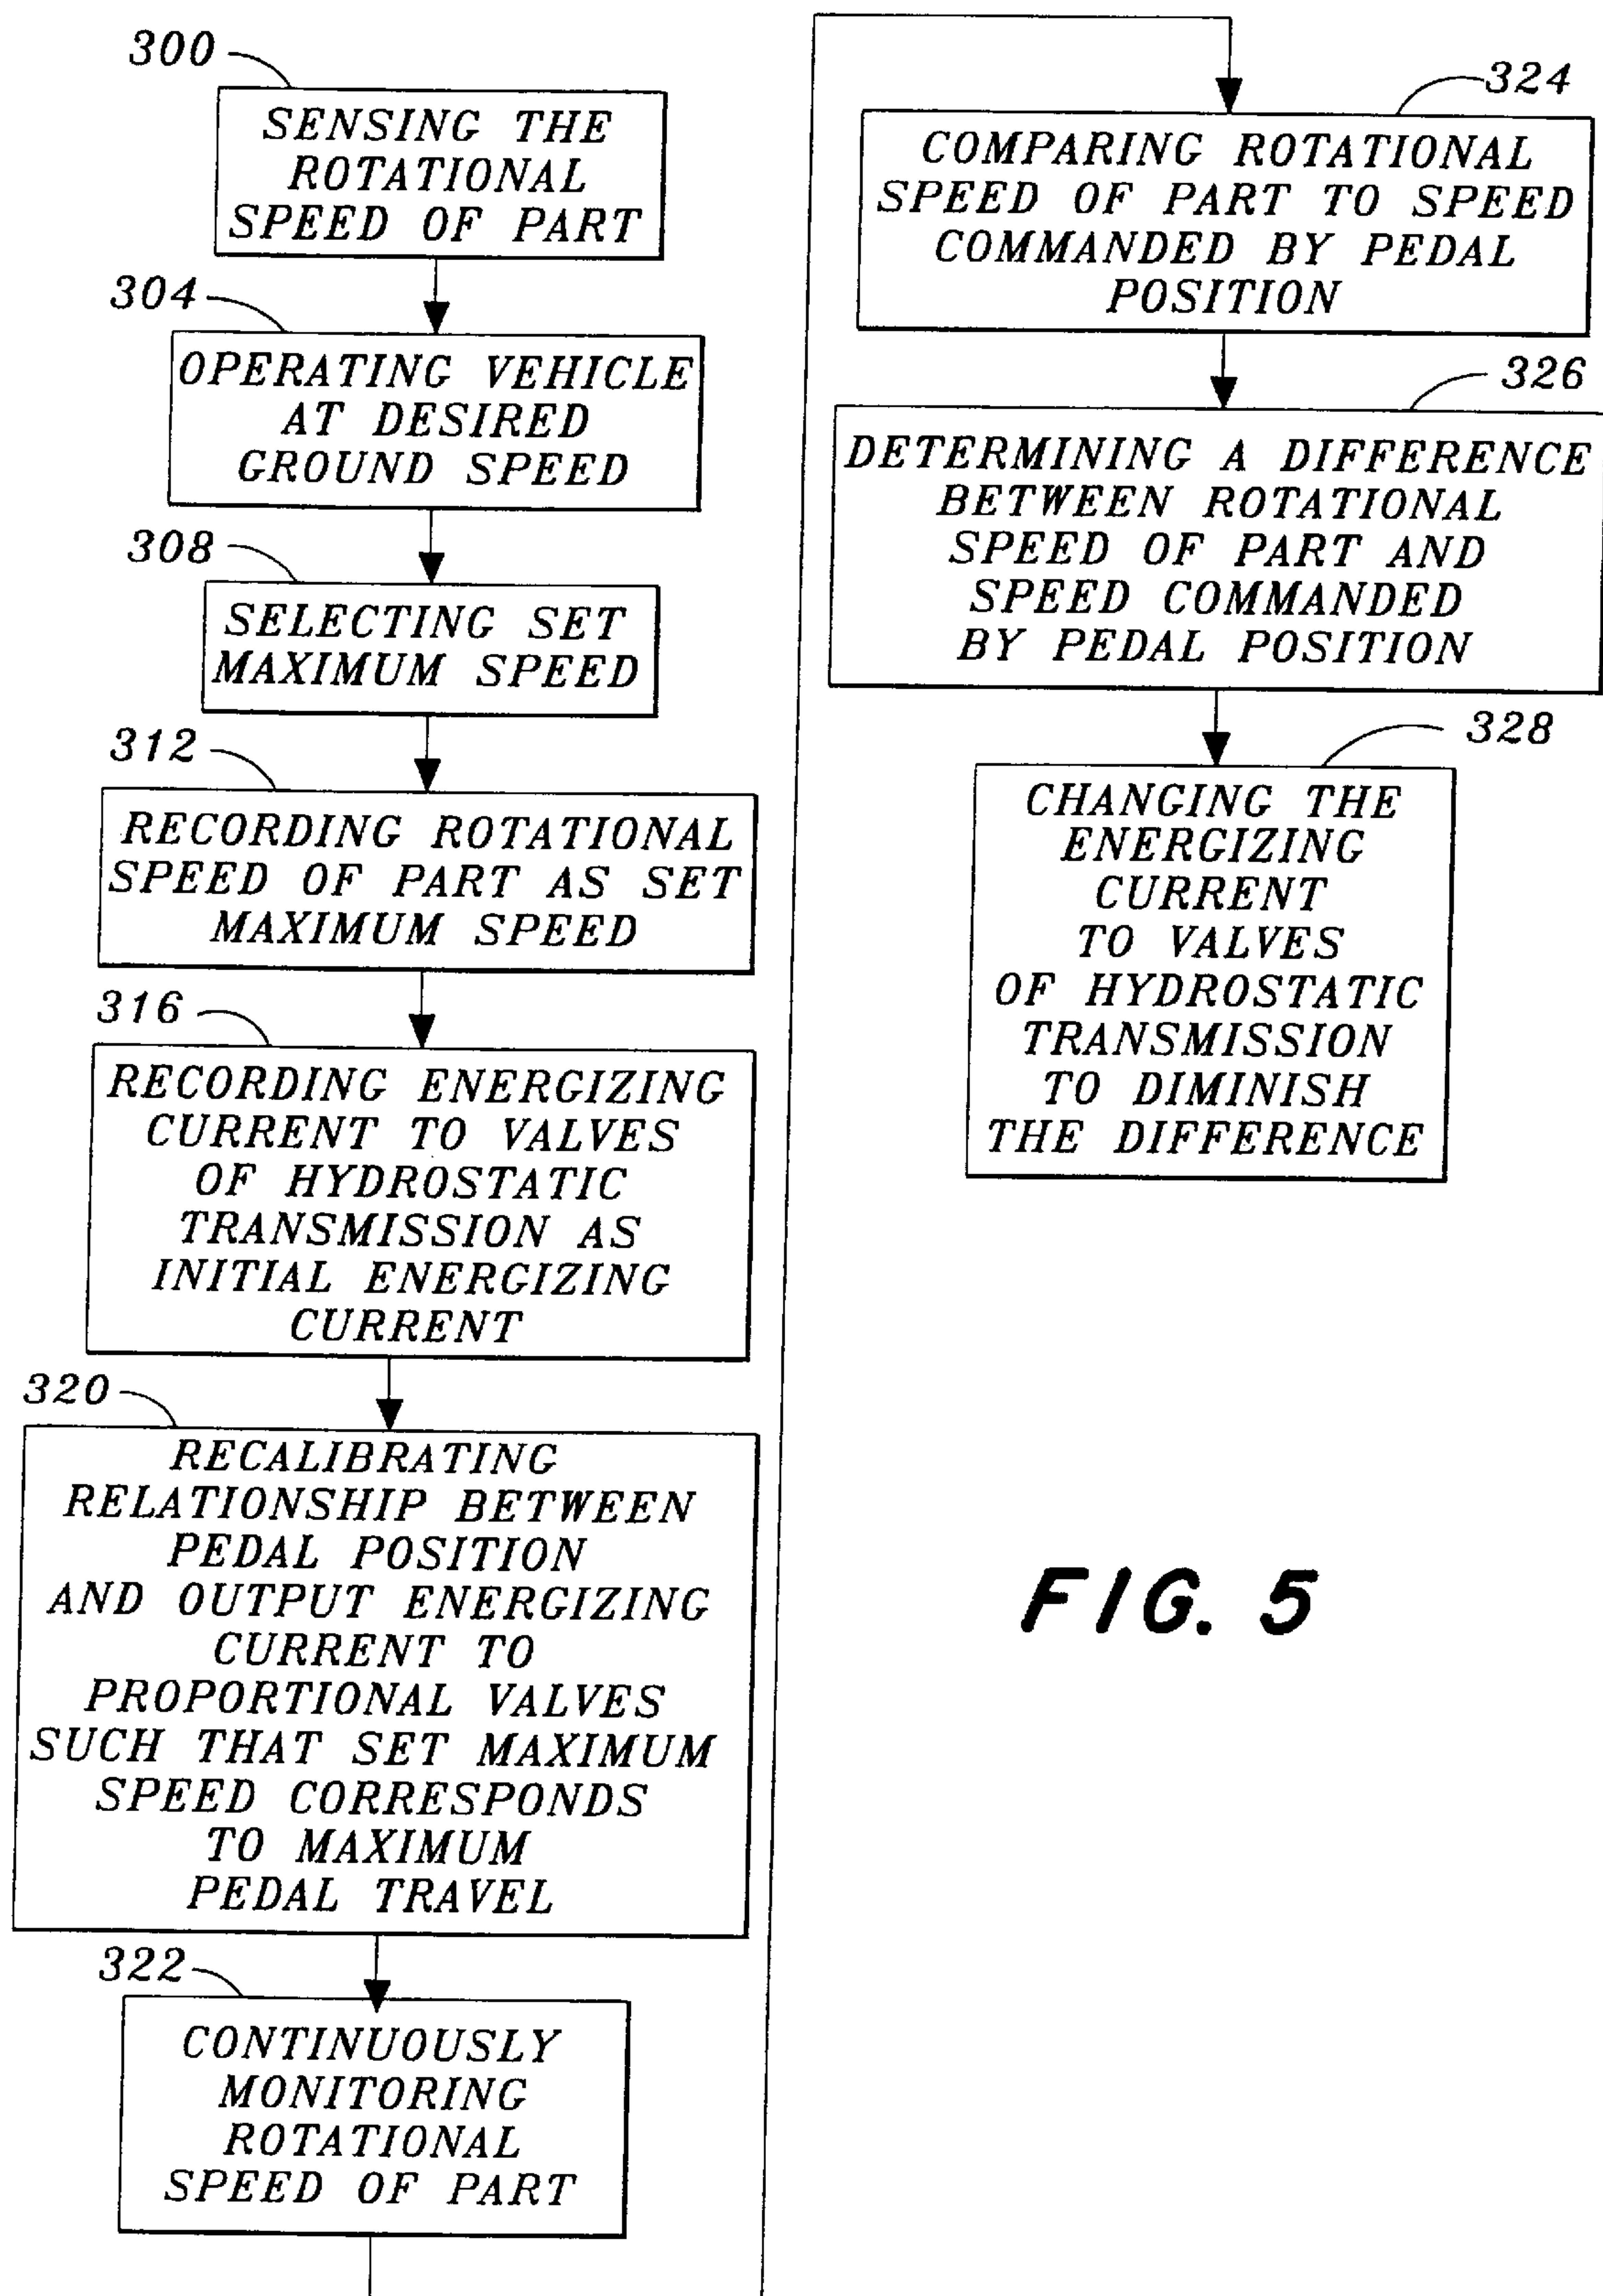 300
SENSING THE
ROTATIONAL
SPEED OF PART
304
OPERATING VEHICLE
AT DESIRED
GROUND SPEED
308
SELECTING SET
MAXIMUM SPEED
312
RECORDING ROTATIONAL
SPEED OF PART AS SET
MAXIMUM SPEED
316
RECORDING ENERGIZING
CURRENT TO VALVES
OF HYDROSTATIC
TRANSMISSION AS
INITIAL ENERGIZING
CURRENT
320
RECALIBRATING
RELATIONSHIP BETWEEN
PEDAL POSITION
AND OUTPUT ENERGIZING
CURRENT TO
PROPORTIONAL VALVES
SUCH THAT SET MAXIMUM
SPEED CORRESPONDS
TO MAXIMUM
PEDAL TRAVEL
322
CONTINUOUSLY
MONITORING
ROTATIONAL
SPEED OF PART
324
COMPARING ROTATIONAL
SPEED OF PART TO SPEED
COMMANDED BY PEDAL
POSITION
326
DETERMINING A DIFFERENCE
BETWEEN ROTATIONAL
SPEED OF PART AND
SPEED COMMANDED
BY PEDAL POSITION
328
CHANGING THE
ENERGIZING
CURRENT
TO VALVES
OF HYDROSTATIC
TRANSMISSION
TO DIMINISH
THE DIFFERENCE
FIG. 5